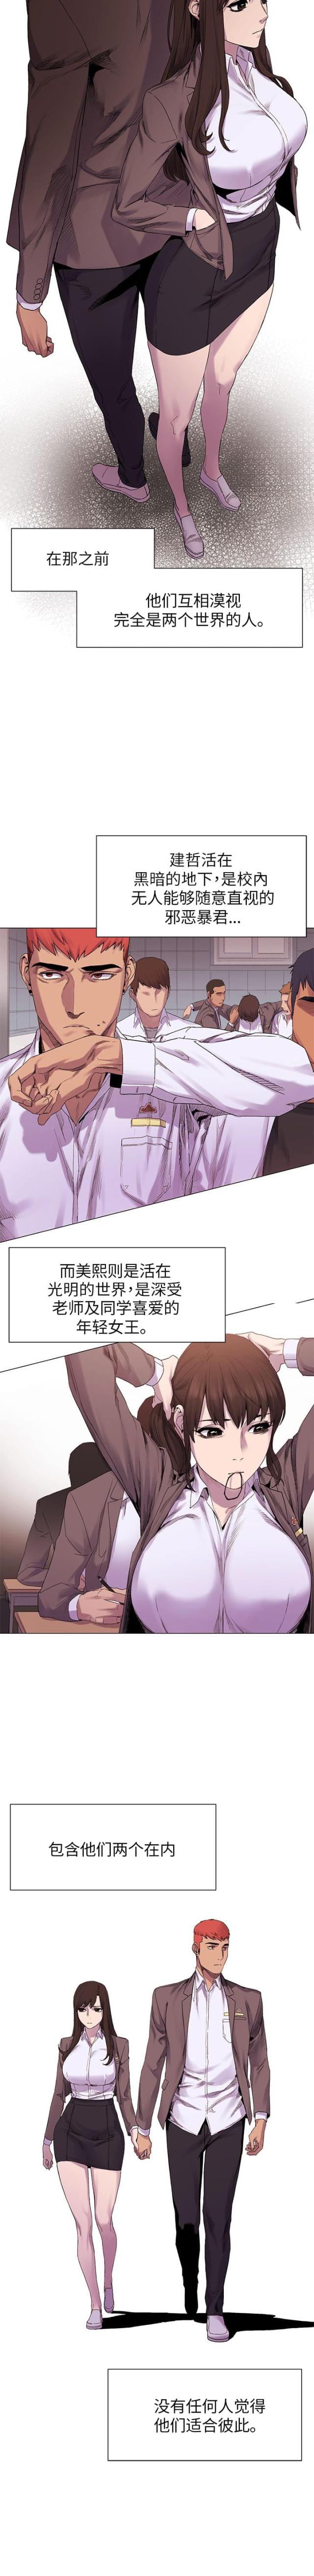 在那之前
他们互相漠视
完全是两个世界的人。
建哲活在
黑暗的地下，是校內
无人能够随意直视的
邪恶暴君...
而美熙则是活在
光明的世界，是深受
老师及同学喜爱的
年轻女王。
包含他们两个在内
没有任何人觉得
他们适合彼此。